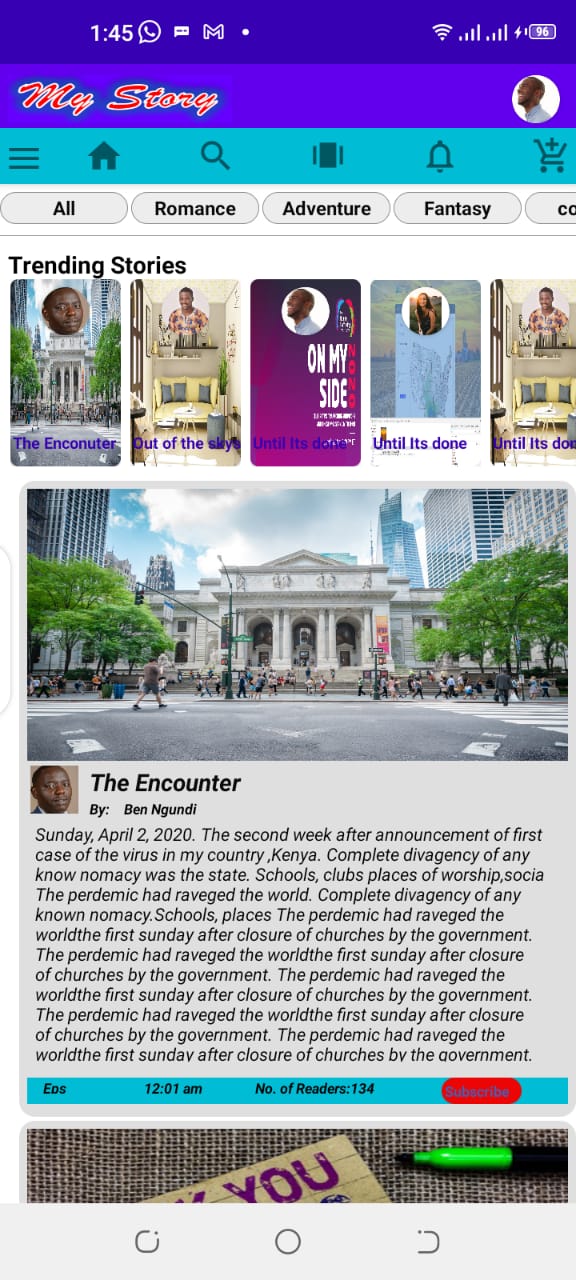 1:45
96
My Story
All
Romance
Adventure
Fantasy
co
Trending Stories
ON MY
SIDE
The Enconuter
Out of the skys
Until Its done
Until Its done
Until Its don
The Encounter
By: Ben Ngundi
Sunday, April 2, 2020. The second week after announcement of first
case of the virus in my country ,Kenya. Complete divagency of any
know nomacy was the state. Schools, clubs places of worship,socia
The perdemic had raveged the world. Complete divagency of any
known nomacy.Schools, places The perdemic had raveged the
worldthe first sunday after closure of churches by the government.
The perdemic had raveged the worldthe first sunday after closure
of churches by the government. The perdemic had raveged the
worldthe first sunday after closure of churches by the government.
The perdemic had raveged the worldthe first sunday after closure
of churches by the government. The perdemic had raveged the
worldthe first sunday after closure of churches by the government.
Eps
12:01 am
No. of Readers:134
Subscribe
K YOU